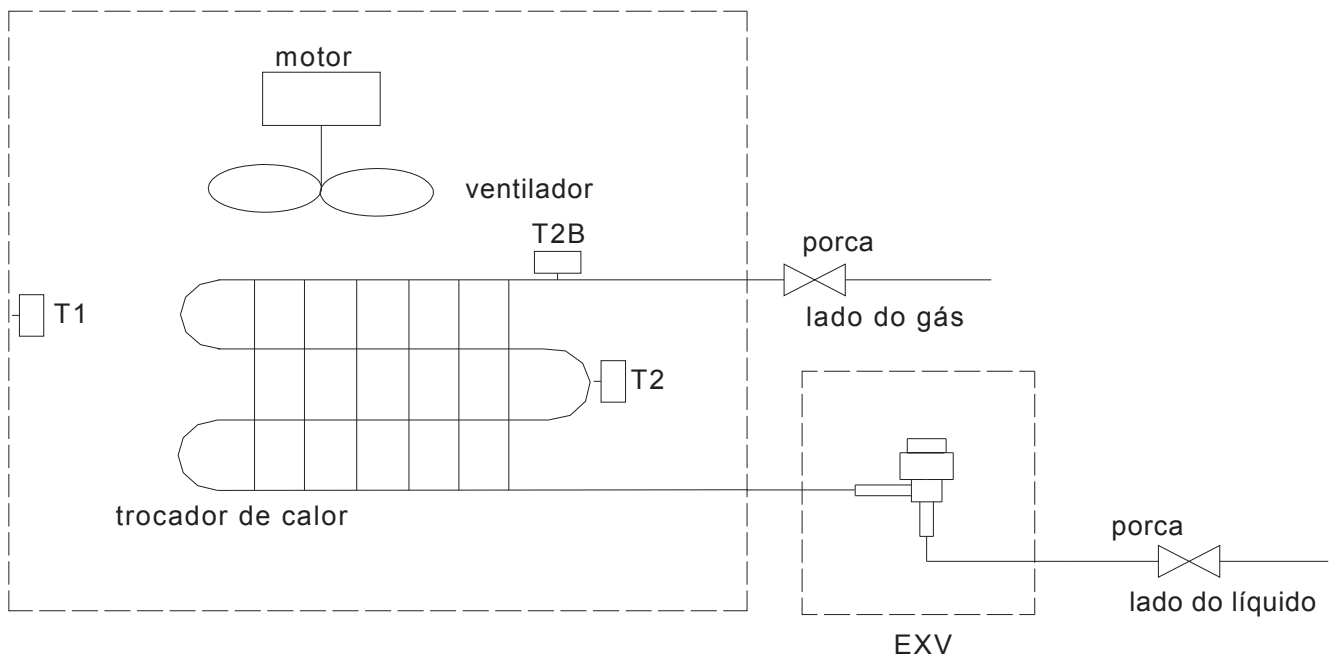 motor
ventilador
T2B
porca
lado do gás
T1
T2
trocador de calor
porca
lado do líquido
EXV